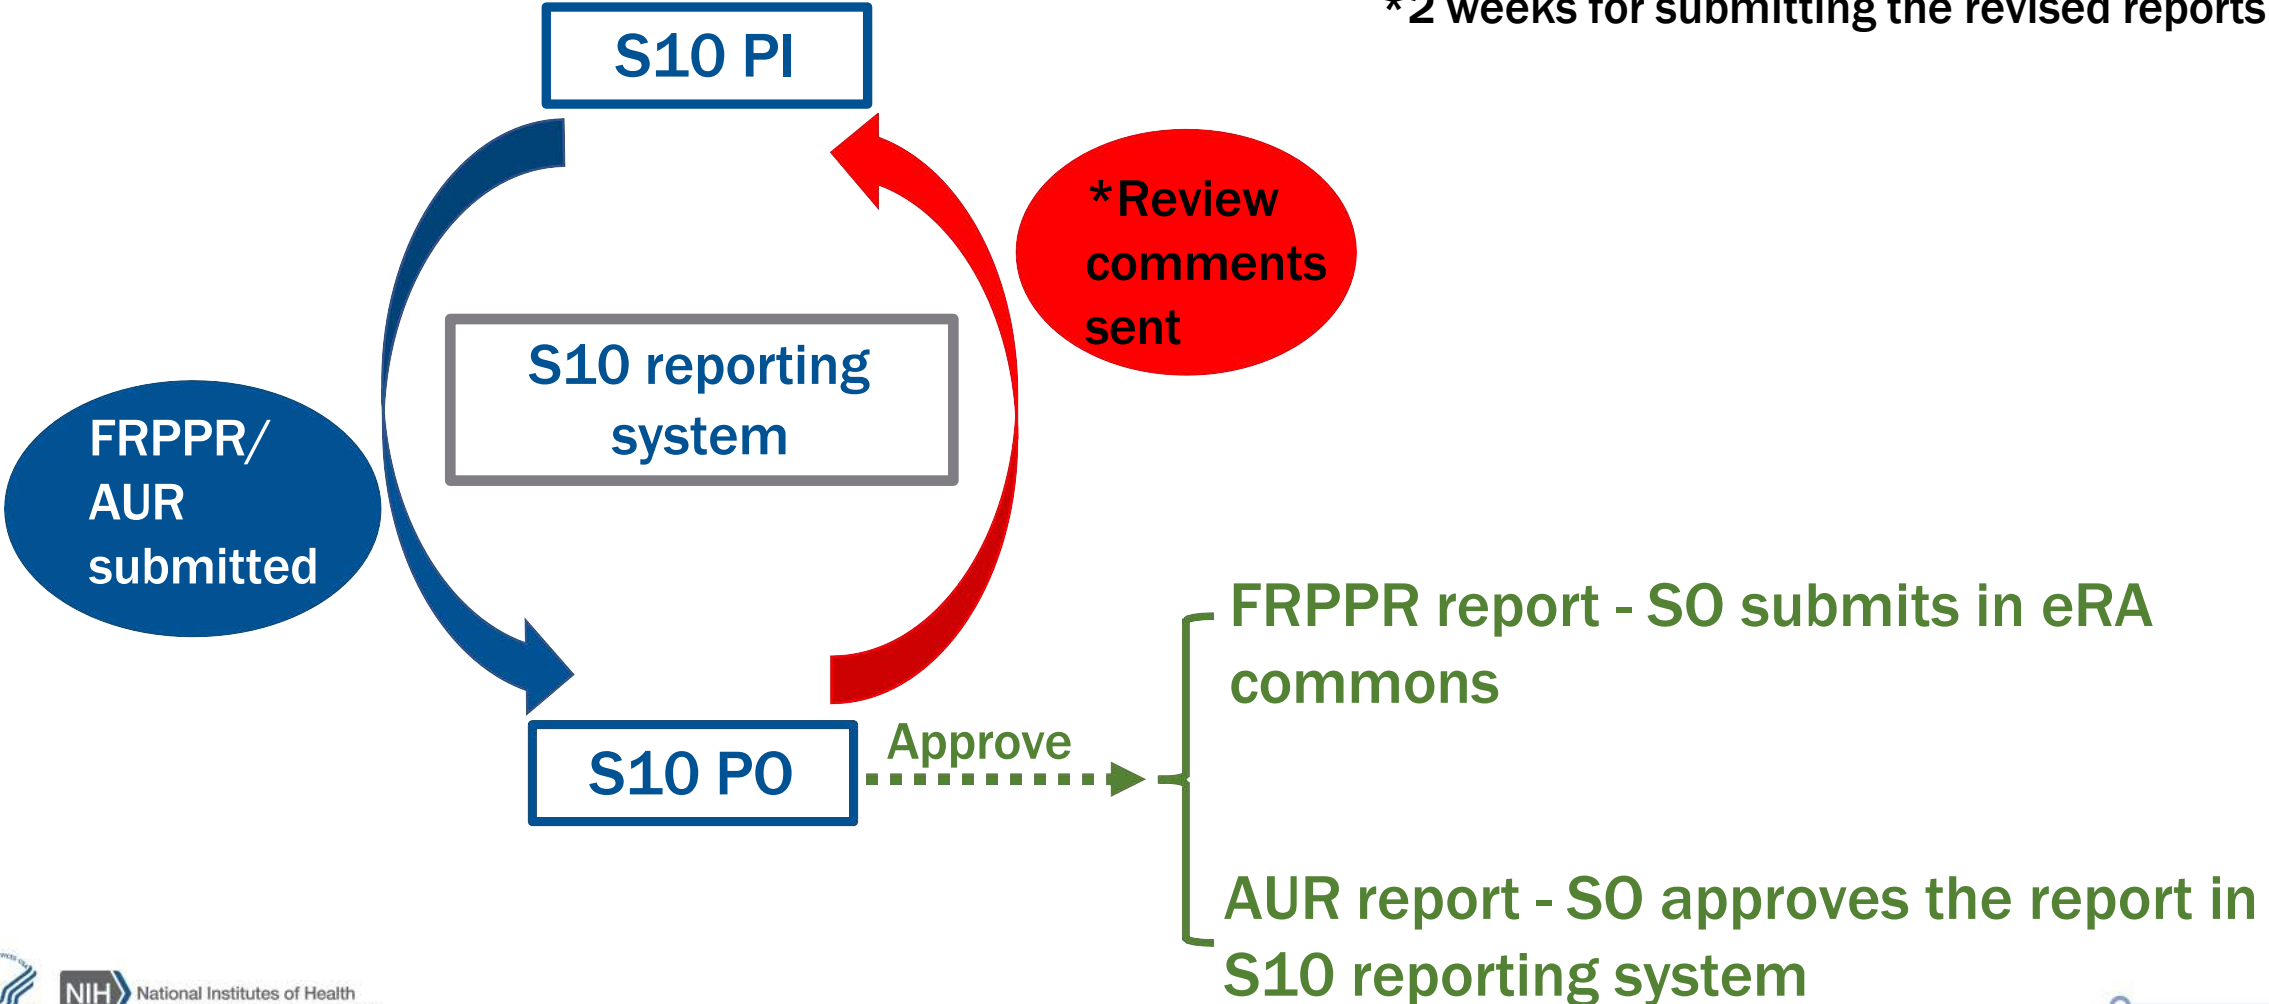 *2 weeks for submitting the revised reports
S10 PI
*Review
comments
sent
S10 reporting
system
FRPPR/
AUR
submitted
S10 PO
Approve
FRPPR report - SO submits in eRA
commons
AUR report - SO approves the report in
S10 reporting system
NIH National Institutes of Health